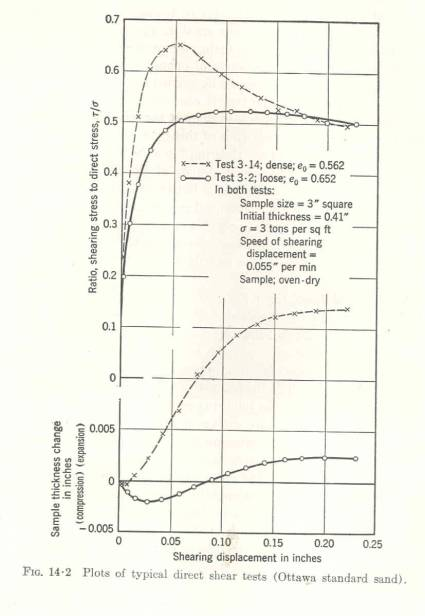 0.7
0.6
0.5
0.4
0.3
0.2
0.1
0
Ratio, shearing stress to direct stress, τ/σ
×---× Test 3·14; dense; e₀ = 0.562
○—○ Test 3·2; loose; e₀ = 0.652
In both tests:
Sample size = 3″ square
Initial thickness = 0.41″
σ = 3 tons per sq ft
Speed of shearing
displacement =
0.055″ per min
Sample; oven-dry
Sample thickness change
in inches
(compression) (expansion)
0.005
0
–0.005
0
0.05
0.10
0.15
0.20
0.25
Shearing displacement in inches
Fig. 14·2 Plots of typical direct shear tests (Ottawa standard sand).